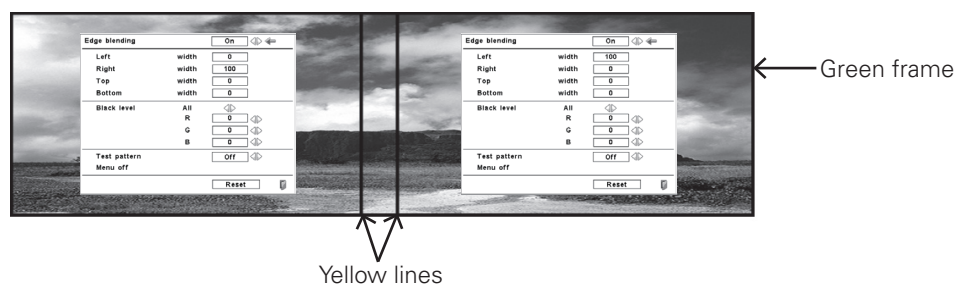 Edge blending On
Left width 0
Right width 100
Top width 0
Bottom width 0
Black level All
R 0
G 0
B 0
Test pattern Off
Menu off
Reset
Edge blending On
Left width 100
Right width 0
Top width 0
Bottom width 0
Black level All
R 0
G 0
B 0
Test pattern Off
Menu off
Reset
Green frame
Yellow lines